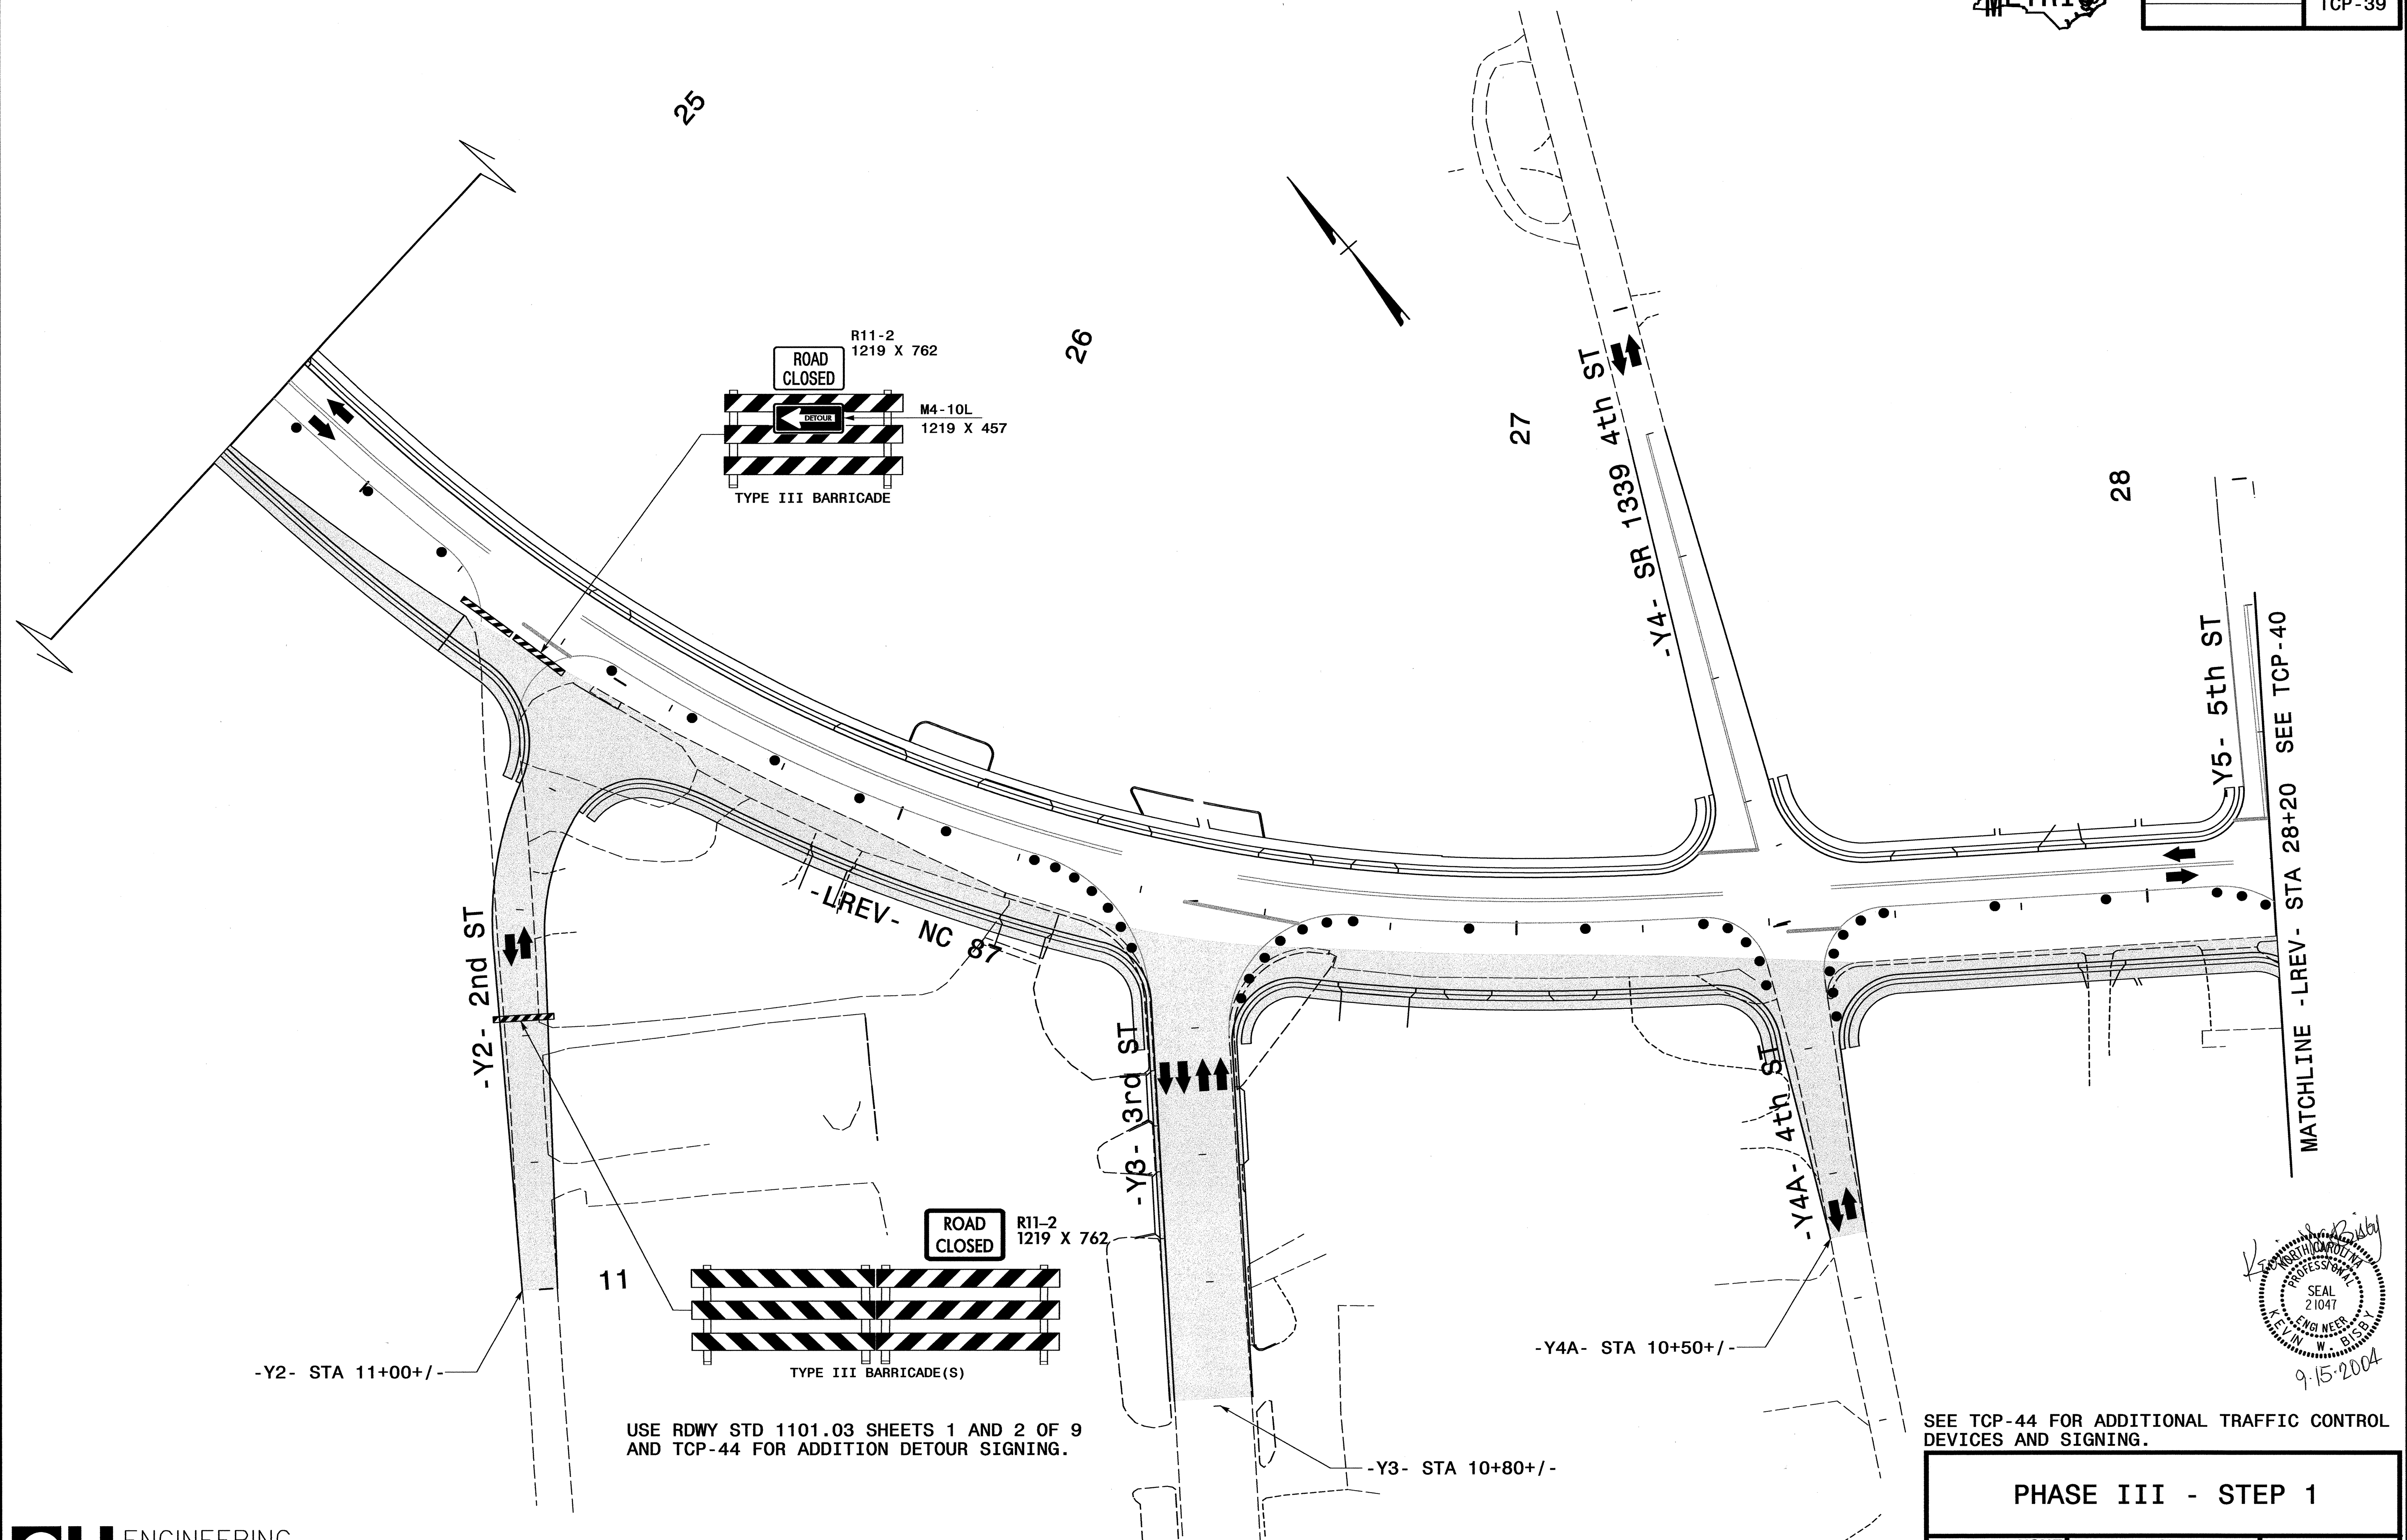 METRIC
TCP-39
25
26
27
28
R11-2
1219 X 762
ROAD
CLOSED
DETOUR
M4-10L
1219 X 457
TYPE III BARRICADE
-Y4- SR 1339 4th ST
Y5- 5th ST
MATCHLINE -LREV- STA 28+20 SEE TCP-40
-LREV- NC 87
-Y2- 2nd ST
-Y3- 3rd ST
-Y4A- 4th ST
ROAD
CLOSED
R11-2
1219 X 762
11
TYPE III BARRICADE(S)
-Y2- STA 11+00+/-
-Y4A- STA 10+50+/-
-Y3- STA 10+80+/-
USE RDWY STD 1101.03 SHEETS 1 AND 2 OF 9
AND TCP-44 FOR ADDITION DETOUR SIGNING.
NORTH CAROLINA
PROFESSIONAL
SEAL
21047
ENGINEER
KEVIN W. BISBY
9-15-2004
SEE TCP-44 FOR ADDITIONAL TRAFFIC CONTROL
DEVICES AND SIGNING.
PHASE III - STEP 1
ENGINEERING